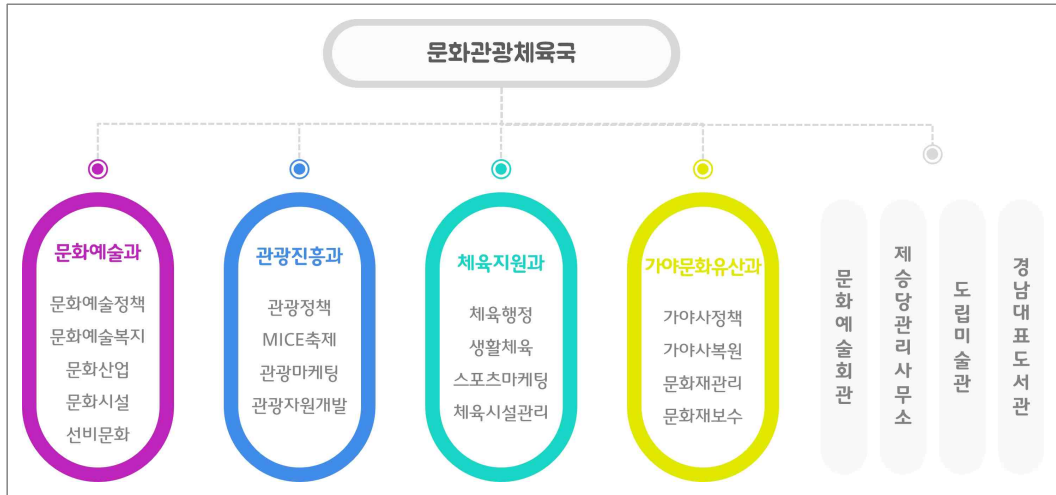 문화관광체육국
문화예술과
문화예술정책
문화예술복지
문화산업
문화시설
선비문화
관광진흥과
관광정책
MICE축제
관광마케팅
관광자원개발
체육지원과
체육행정
생활체육
스포츠마케팅
체육시설관리
가야문화유산과
가야사정책
가야사복원
문화재관리
문화재보수
문화예술회관
제승당관리사무소
도립미술관
경남대표도서관